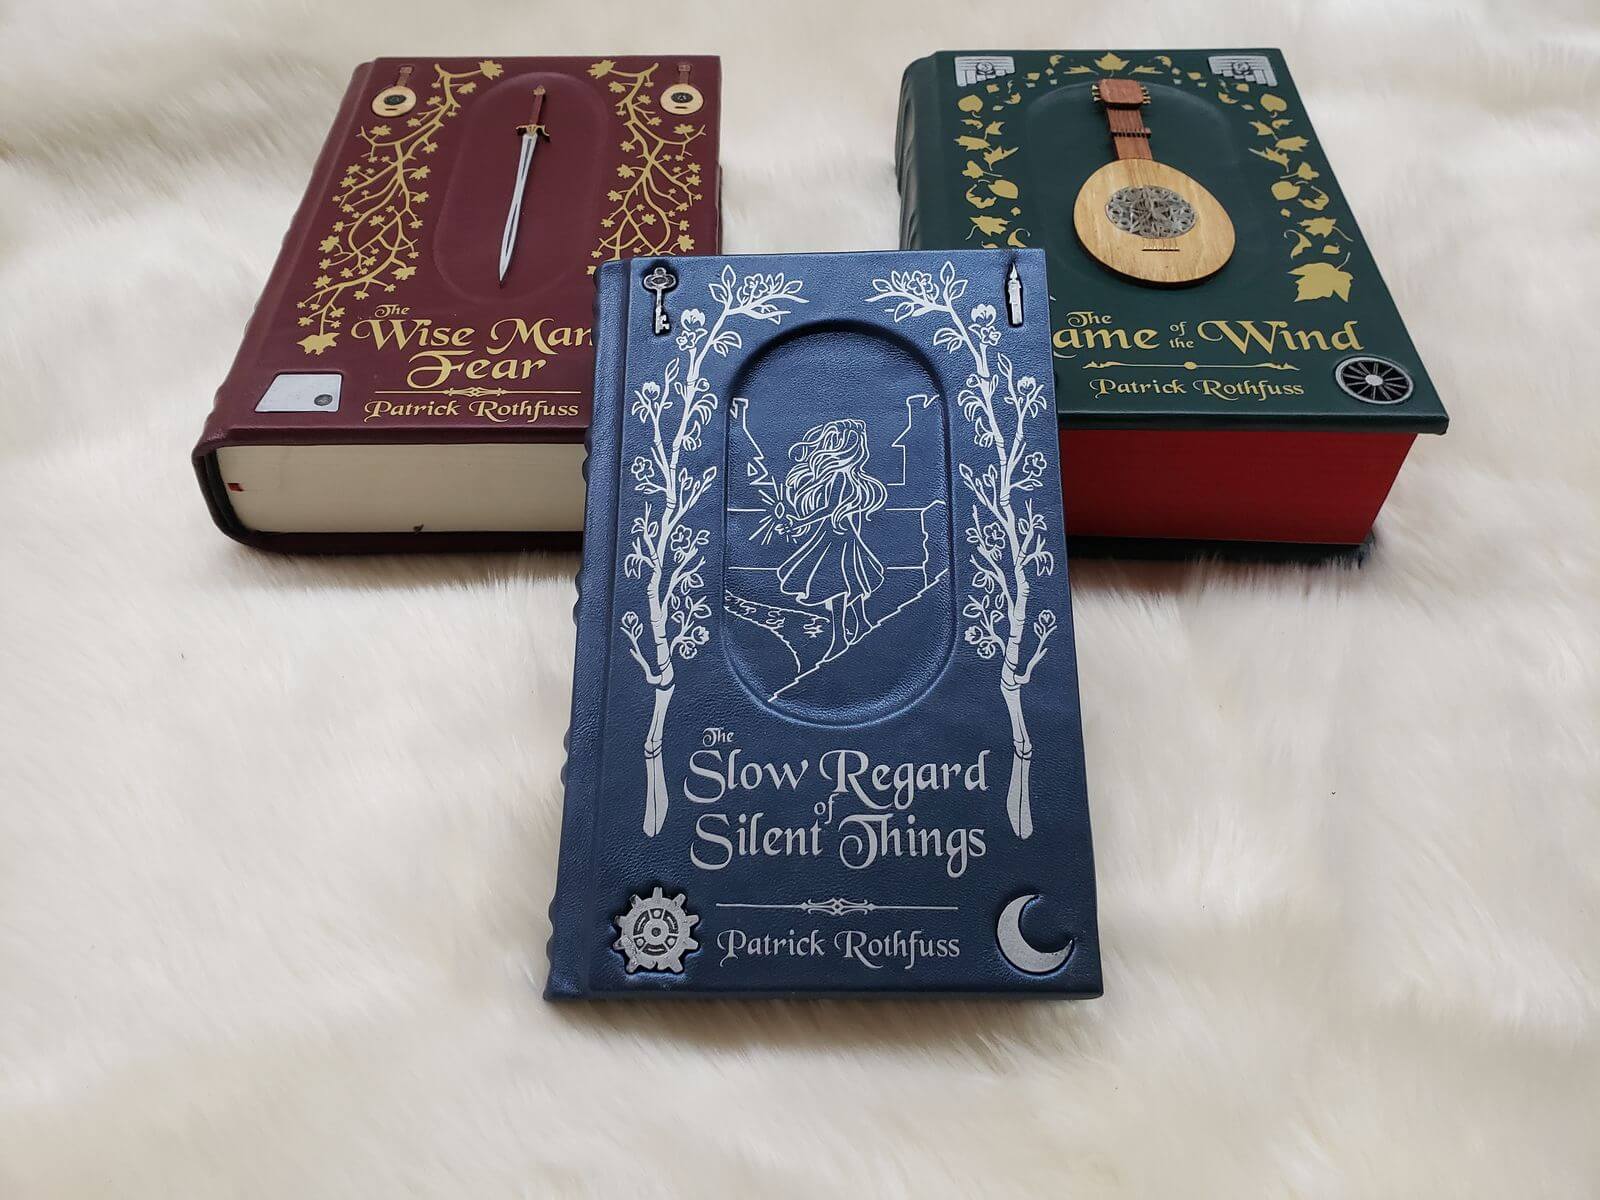 The
Wise Man
Fear
Patrick Rothfuss
The
ame of the Wind
Patrick Rothfuss
The
Slow Regard
of
Silent Things
Patrick Rothfuss